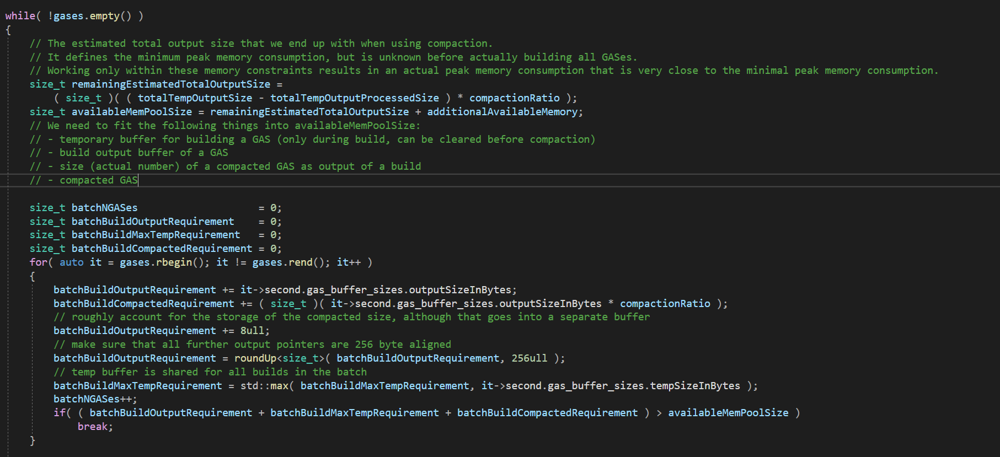 while( !gases.empty() )
{
    // The estimated total output size that we end up with when using compaction.
    // It defines the minimum peak memory consumption, but is unknown before actually building all GASes.
    // Working only within these memory constraints results in an actual peak memory consumption that is very close to the minimal peak memory consumption.
    size_t remainingEstimatedTotalOutputSize =
        ( size_t )( ( totalTempOutputSize - totalTempOutputProcessedSize ) * compactionRatio );
    size_t availableMemPoolSize = remainingEstimatedTotalOutputSize + additionalAvailableMemory;
    // We need to fit the following things into availableMemPoolSize:
    // - temporary buffer for building a GAS (only during build, can be cleared before compaction)
    // - build output buffer of a GAS
    // - size (actual number) of a compacted GAS as output of a build
    // - compacted GAS
    size_t batchNGASes                    = 0;
    size_t batchBuildOutputRequirement    = 0;
    size_t batchBuildMaxTempRequirement   = 0;
    size_t batchBuildCompactedRequirement = 0;
    for( auto it = gases.rbegin(); it != gases.rend(); it++ )
    {
        batchBuildOutputRequirement += it->second.gas_buffer_sizes.outputSizeInBytes;
        batchBuildCompactedRequirement += ( size_t )( it->second.gas_buffer_sizes.outputSizeInBytes * compactionRatio );
        // roughly account for the storage of the compacted size, although that goes into a separate buffer
        batchBuildOutputRequirement += 8ull;
        // make sure that all further output pointers are 256 byte aligned
        batchBuildOutputRequirement = roundUp<size_t>( batchBuildOutputRequirement, 256ull );
        // temp buffer is shared for all builds in the batch
        batchBuildMaxTempRequirement = std::max( batchBuildMaxTempRequirement, it->second.gas_buffer_sizes.tempSizeInBytes );
        batchNGASes++;
        if( ( batchBuildOutputRequirement + batchBuildMaxTempRequirement + batchBuildCompactedRequirement ) > availableMemPoolSize )
            break;
    }